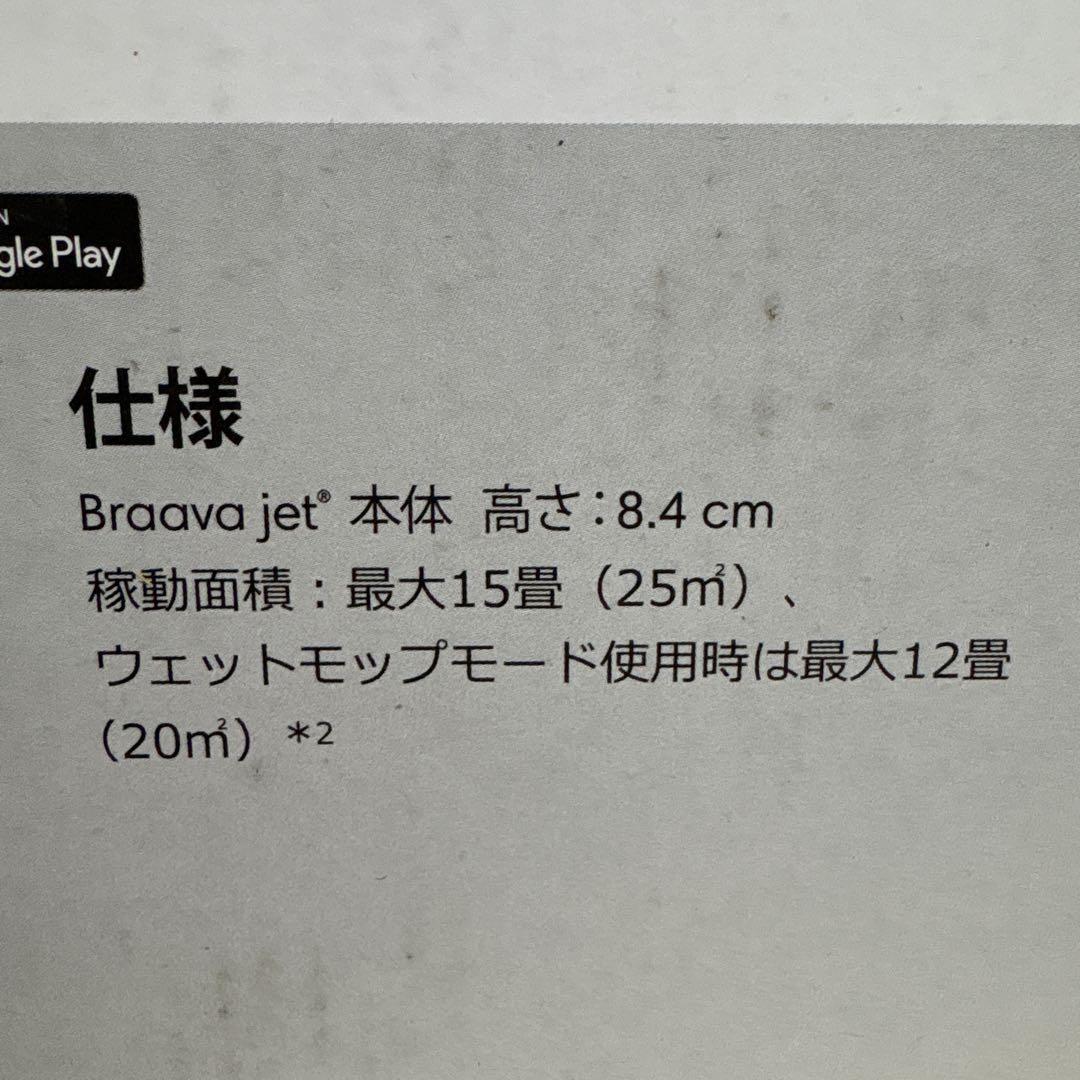 gle Play
仕様
Braava jet® 本体 高さ：8.4 cm
稼動面積：最大15畳（25㎡）、
ウェットモップモード使用時は最大12畳
（20㎡）＊2